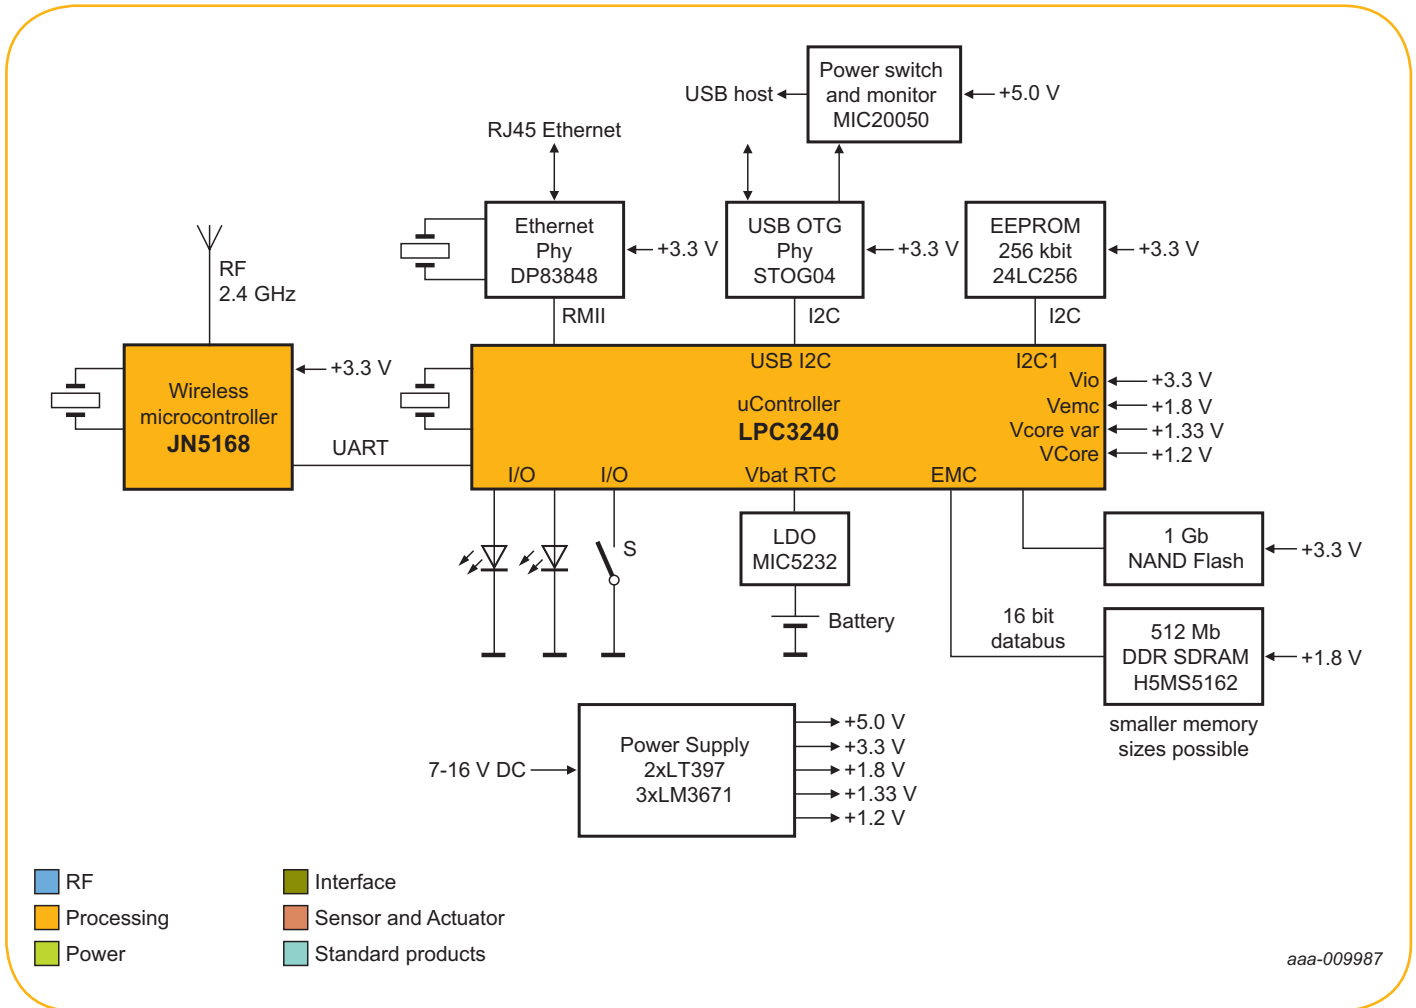 Power switch
and monitor
MIC20050
USB host
+5.0 V
RJ45 Ethernet
Ethernet
Phy
DP83848
+3.3 V
USB OTG
Phy
STOG04
+3.3 V
EEPROM
256 kbit
24LC256
+3.3 V
RF
2.4 GHz
RMII
I2C
I2C
Wireless
microcontroller
JN5168
+3.3 V
UART
USB I2C
I2C1
uController
LPC3240
Vio
Vemc
Vcore var
VCore
+3.3 V
+1.8 V
+1.33 V
+1.2 V
I/O
I/O
Vbat RTC
EMC
S
LDO
MIC5232
Battery
1 Gb
NAND Flash
+3.3 V
16 bit
databus
512 Mb
DDR SDRAM
H5MS5162
+1.8 V
smaller memory
sizes possible
7-16 V DC
Power Supply
2xLT397
3xLM3671
+5.0 V
+3.3 V
+1.8 V
+1.33 V
+1.2 V
RF
Processing
Power
Interface
Sensor and Actuator
Standard products
aaa-009987